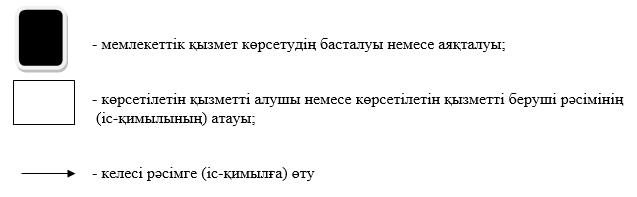 - мемлекеттік қызмет көрсетудің басталуы немесе аяқталуы;
- көрсетілетін қызметті алушы немесе көрсетілетін қызметті беруші рәсімінің
(іс-қимылының) атауы;
- келесі рәсімге (іс-қимылға) өту